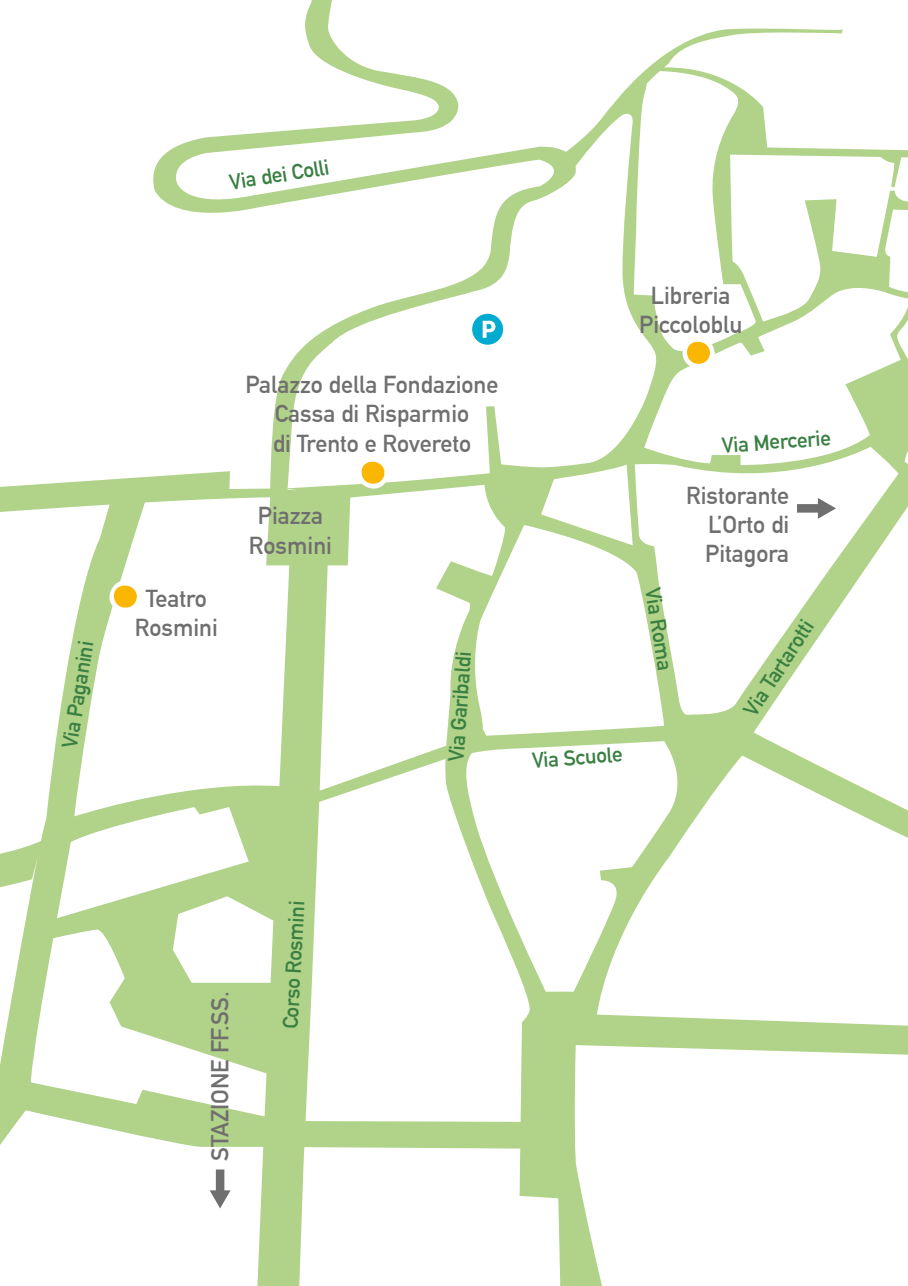 Via dei Colli
Libreria
Piccoloblu
P
Palazzo della Fondazione
Cassa di Risparmio
di Trento e Rovereto
Via Mercerie
Ristorante
L'Orto di
Pitagora
Piazza
Rosmini
Teatro
Rosmini
Via Paganini
Via Garibaldi
Via Roma
Via Tartarotti
Via Scuole
Corso Rosmini
STAZIONE FF.SS.